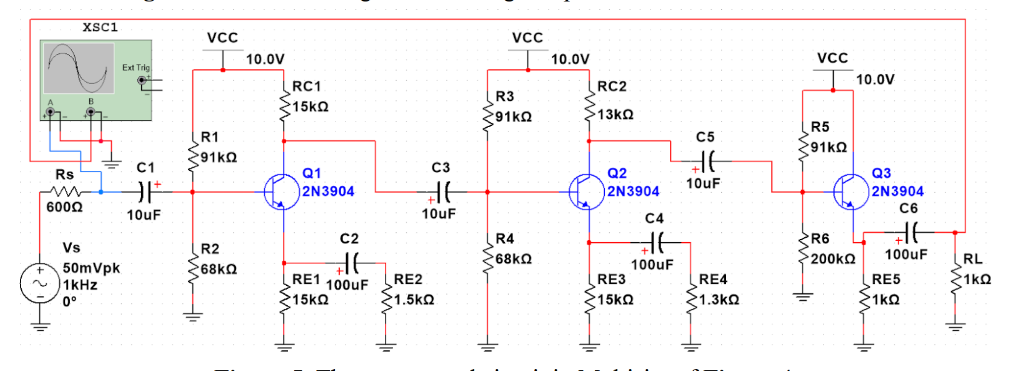 XSC1
Ext Trig
A
B
VCC
10.0V
VCC
10.0V
VCC
10.0V
RC1
15kΩ
R3
91kΩ
RC2
13kΩ
R1
91kΩ
C5
10uF
R5
91kΩ
Rs
600Ω
C1
10uF
Q1
2N3904
C3
10uF
Q2
2N3904
Q3
2N3904
C6
100uF
Vs
50mVpk
1kHz
0°
R2
68kΩ
C2
100uF
RE1
15kΩ
RE2
1.5kΩ
R4
68kΩ
C4
100uF
RE3
15kΩ
RE4
1.3kΩ
R6
200kΩ
RE5
1kΩ
RL
1kΩ